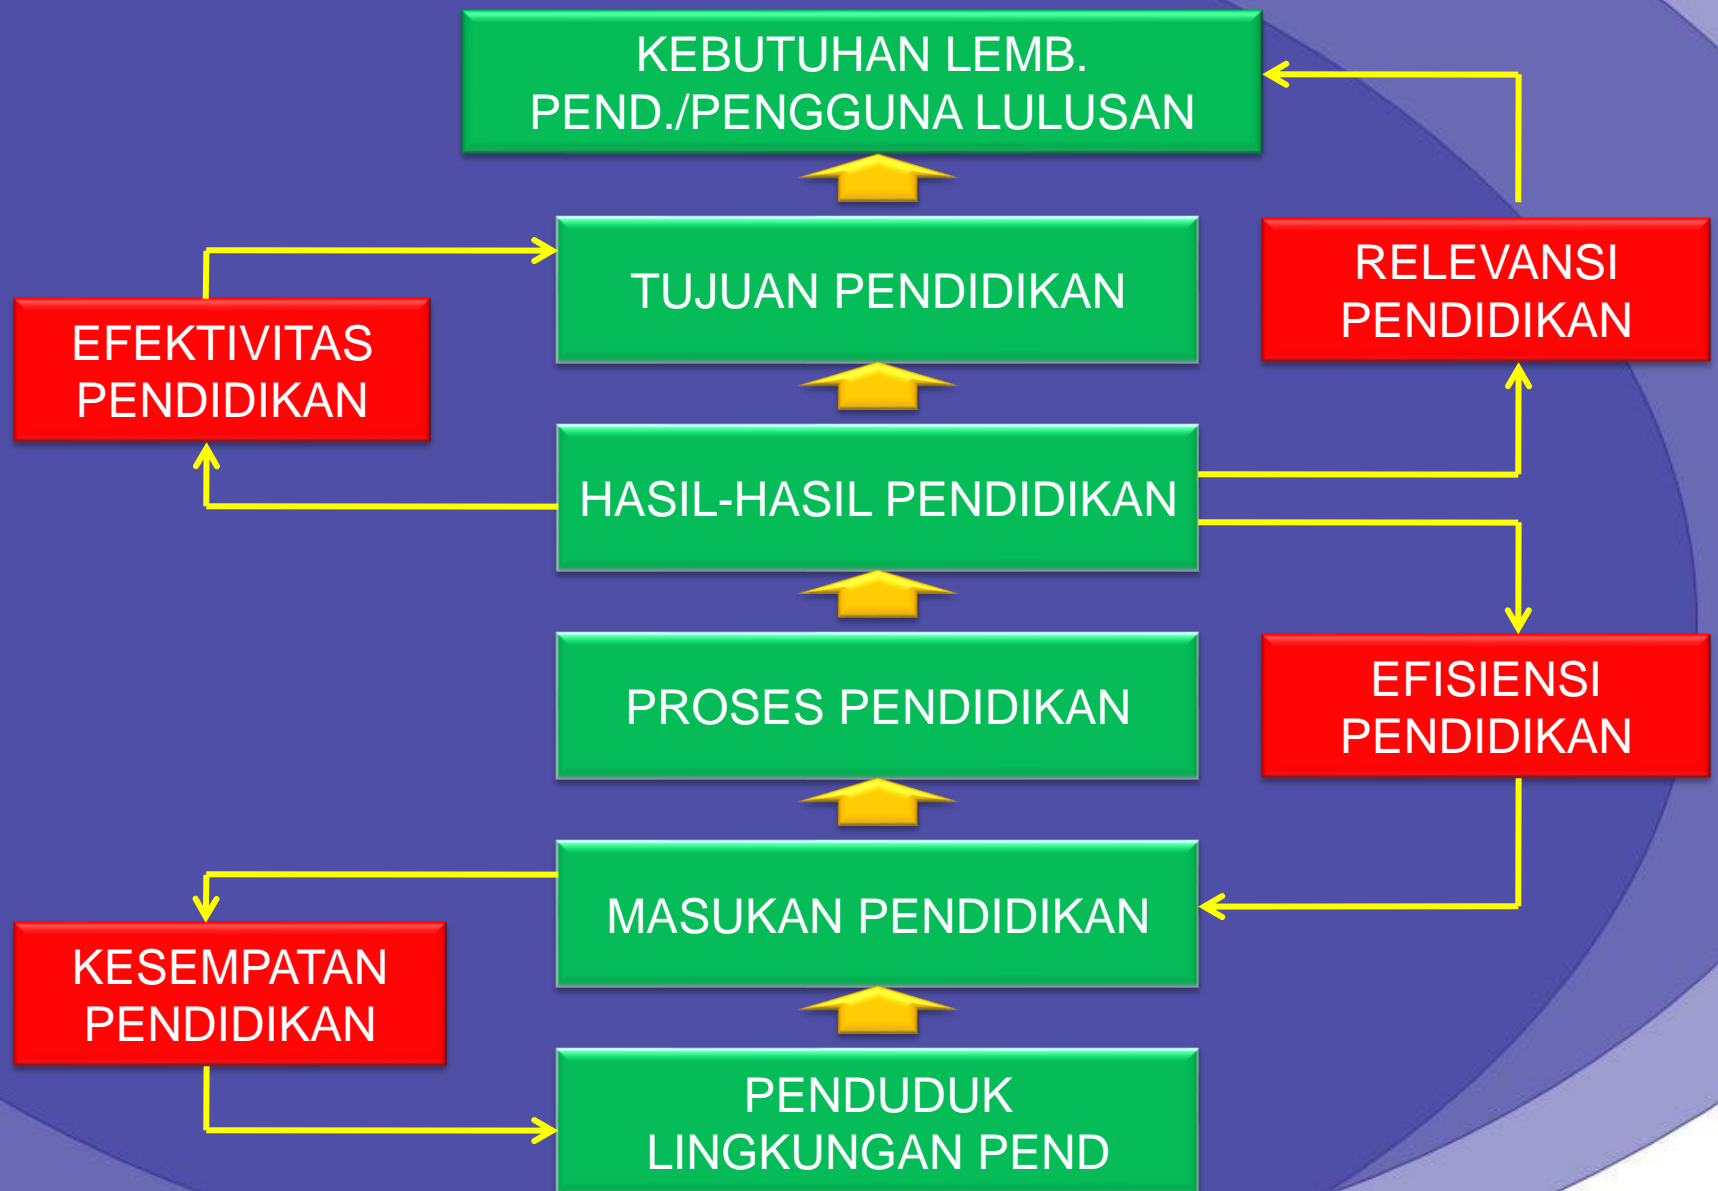 KEBUTUHAN LEMB.
PEND./PENGGUNA LULUSAN
TUJUAN PENDIDIKAN
RELEVANSI
PENDIDIKAN
EFEKTIVITAS
PENDIDIKAN
HASIL-HASIL PENDIDIKAN
PROSES PENDIDIKAN
EFISIENSI
PENDIDIKAN
MASUKAN PENDIDIKAN
KESEMPATAN
PENDIDIKAN
PENDUDUK
LINGKUNGAN PEND